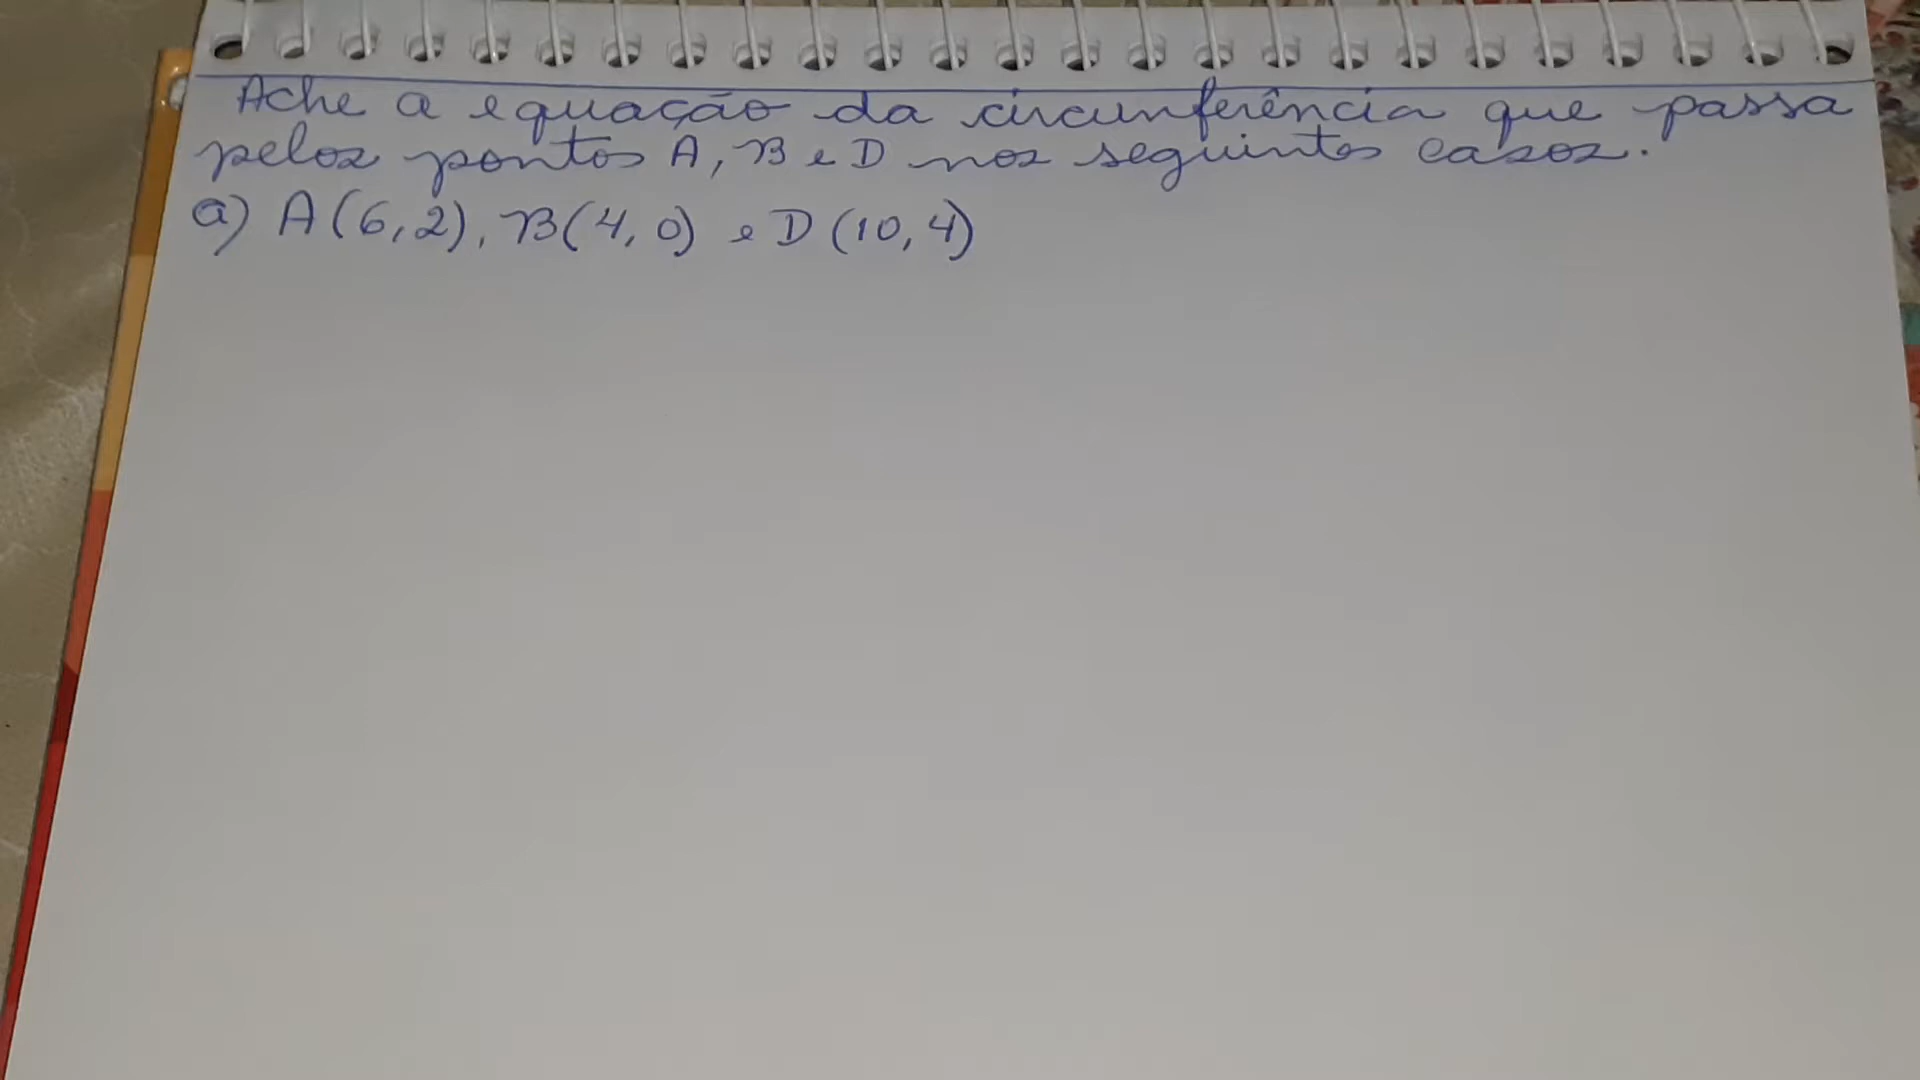 Ache a equação da circunferência que passa
pelos pontos A, B e D nos seguintes casos.
a) A(6,2), B(4,0) e D(10,4)